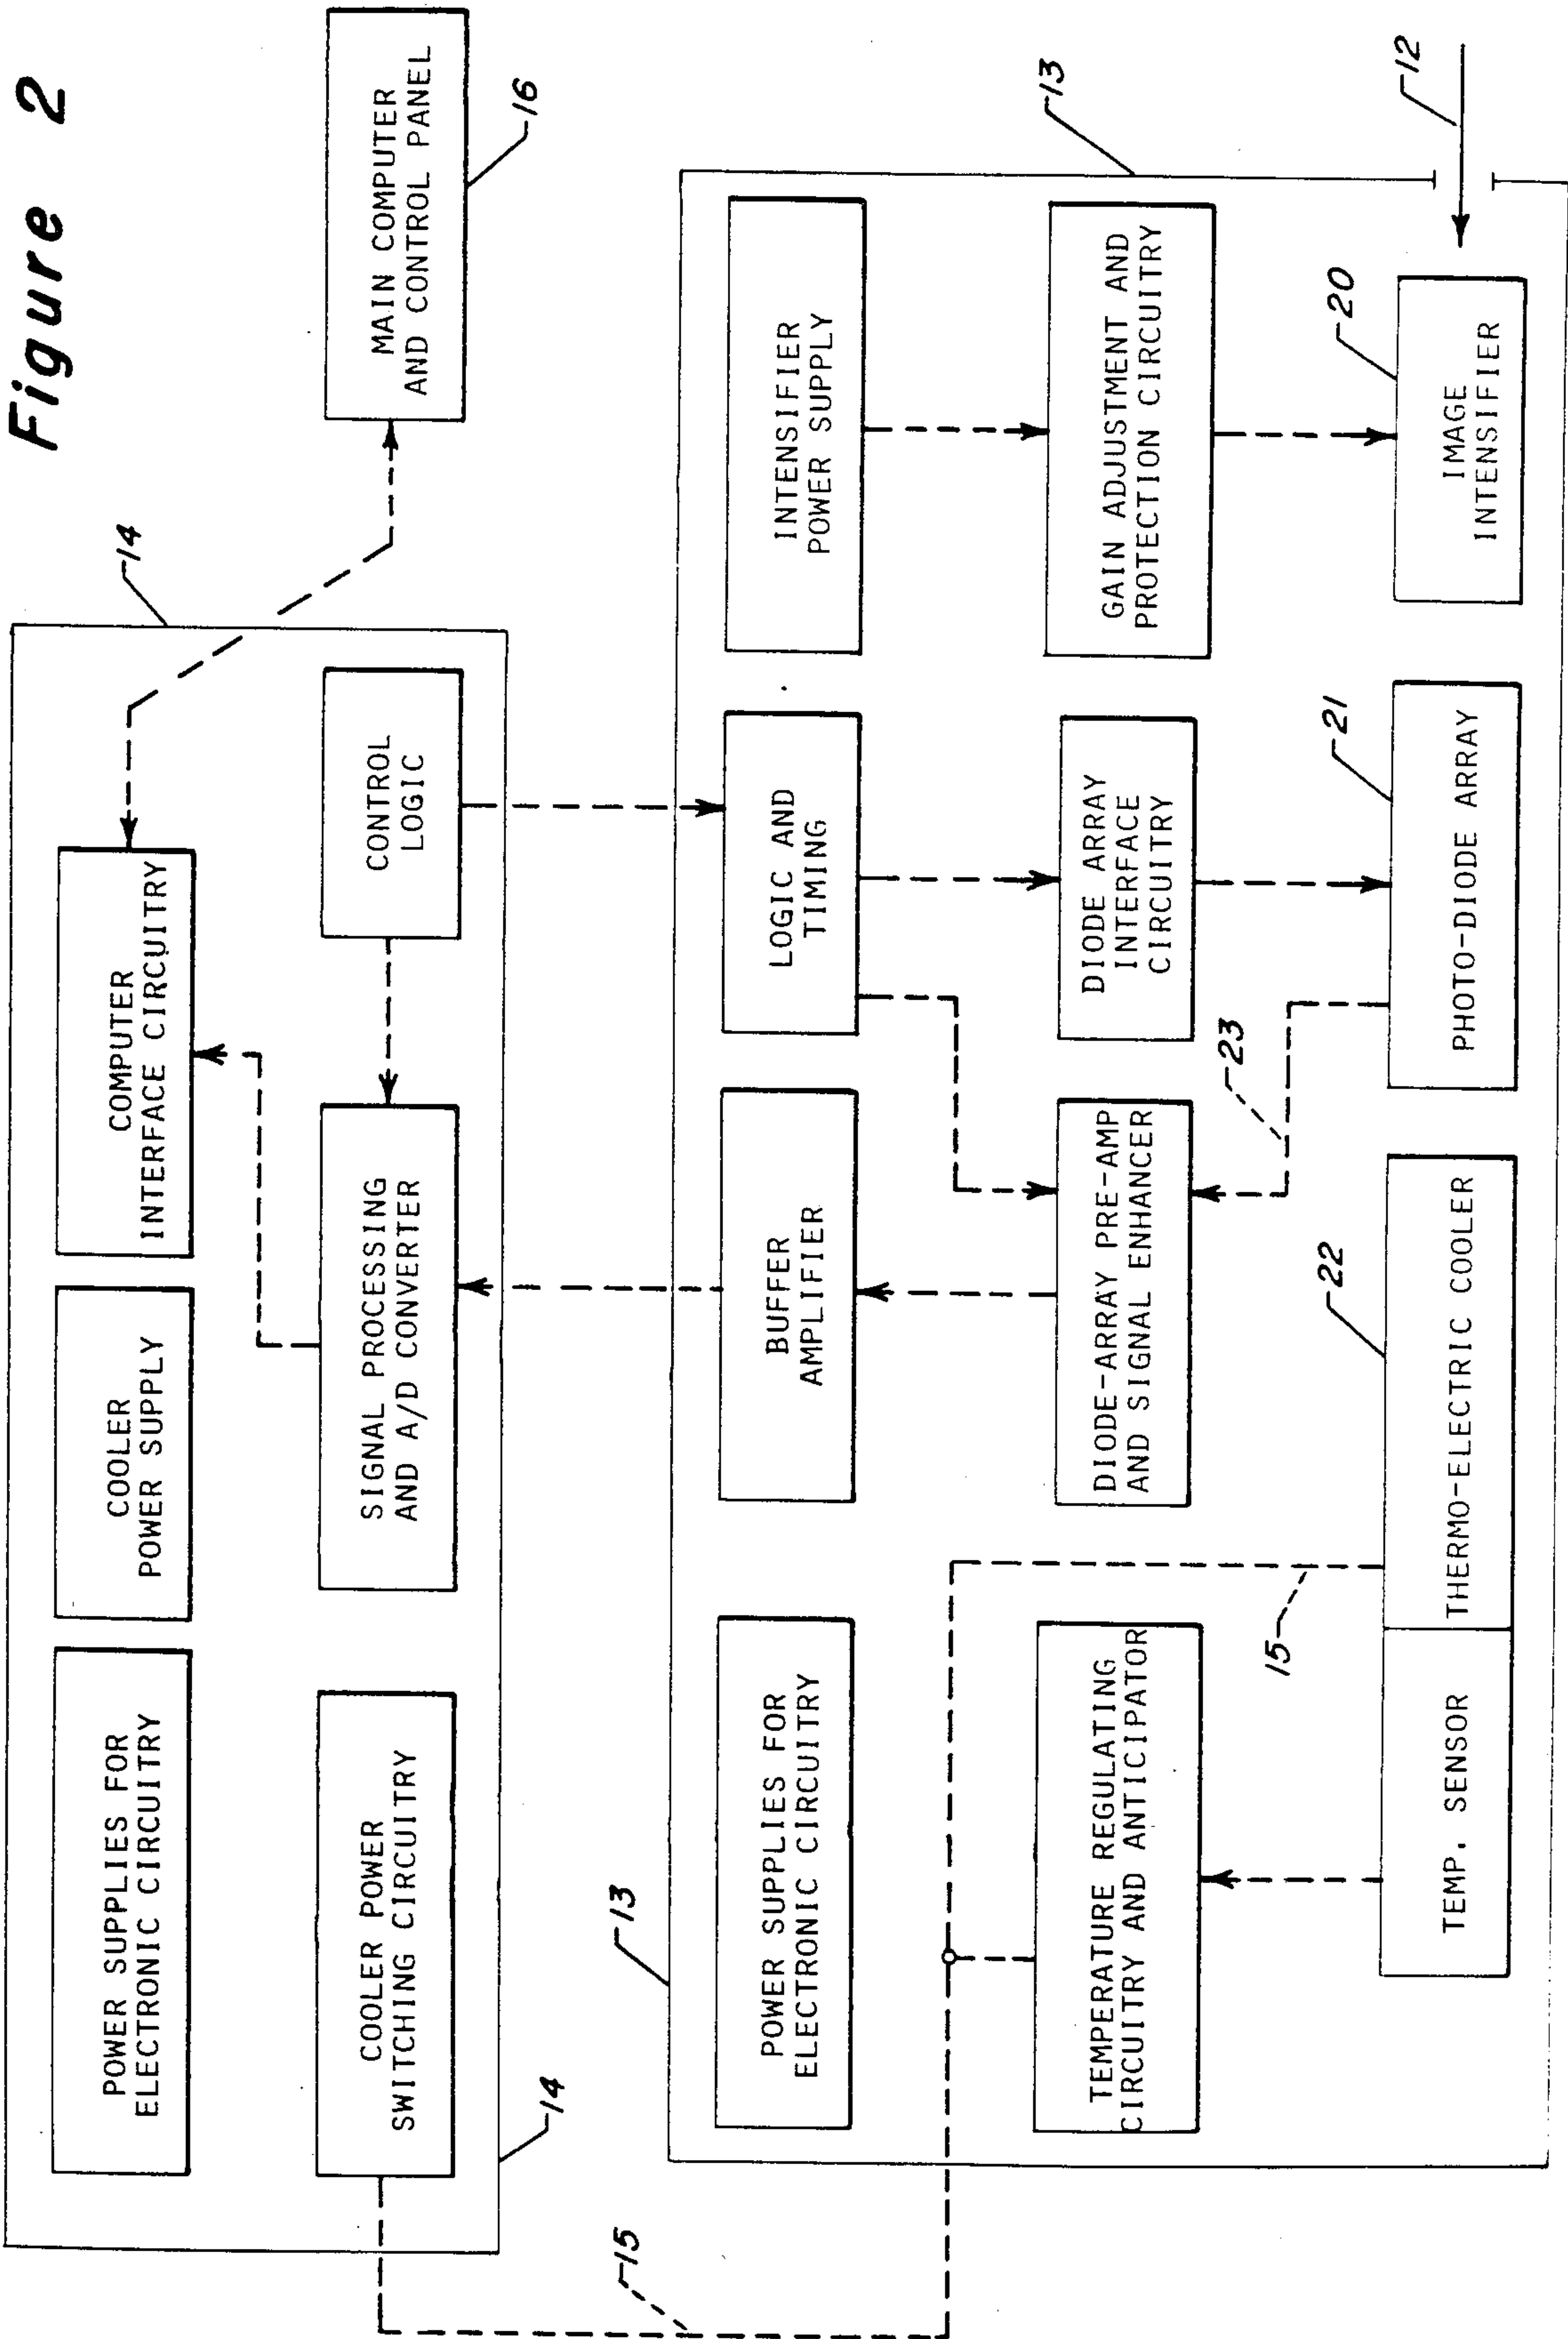 Figure 2
14
POWER SUPPLIES FOR
ELECTRONIC CIRCUITRY
COOLER
POWER SUPPLY
COMPUTER
INTERFACE CIRCUITRY
COOLER POWER
SWITCHING CIRCUITRY
SIGNAL PROCESSING
AND A/D CONVERTER
CONTROL
LOGIC
MAIN COMPUTER
AND CONTROL PANEL
16
14
15
13
13
POWER SUPPLIES FOR
ELECTRONIC CIRCUITRY
BUFFER
AMPLIFIER
LOGIC AND
TIMING
INTENSIFIER
POWER SUPPLY
TEMPERATURE REGULATING
CIRCUITRY AND ANTICIPATOR
DIODE-ARRAY PRE-AMP
AND SIGNAL ENHANCER
DIODE ARRAY
INTERFACE
CIRCUITRY
GAIN ADJUSTMENT AND
PROTECTION CIRCUITRY
15
22
23
21
20
12
TEMP. SENSOR
THERMO-ELECTRIC COOLER
PHOTO-DIODE ARRAY
IMAGE
INTENSIFIER